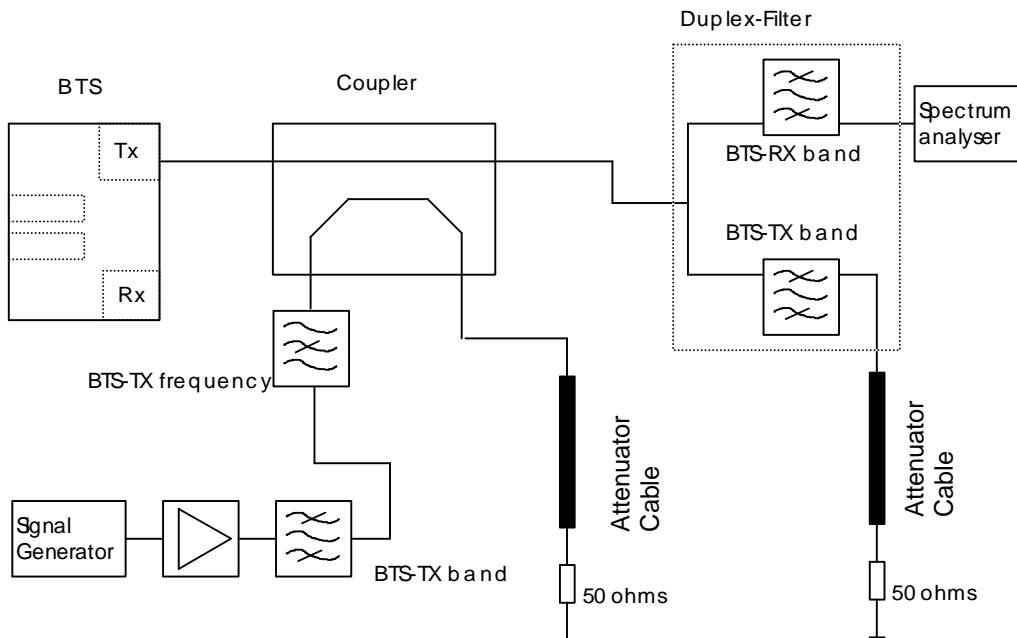 Duplex-Filter
BTS
Coupler
Tx
Spectrum
analyser
BTS-RX band
BTS-TX band
Rx
BTS-TX frequency
Attenuator
Cable
Attenuator
Cable
Signal
Generator
BTS-TX band
50 ohms
50 ohms